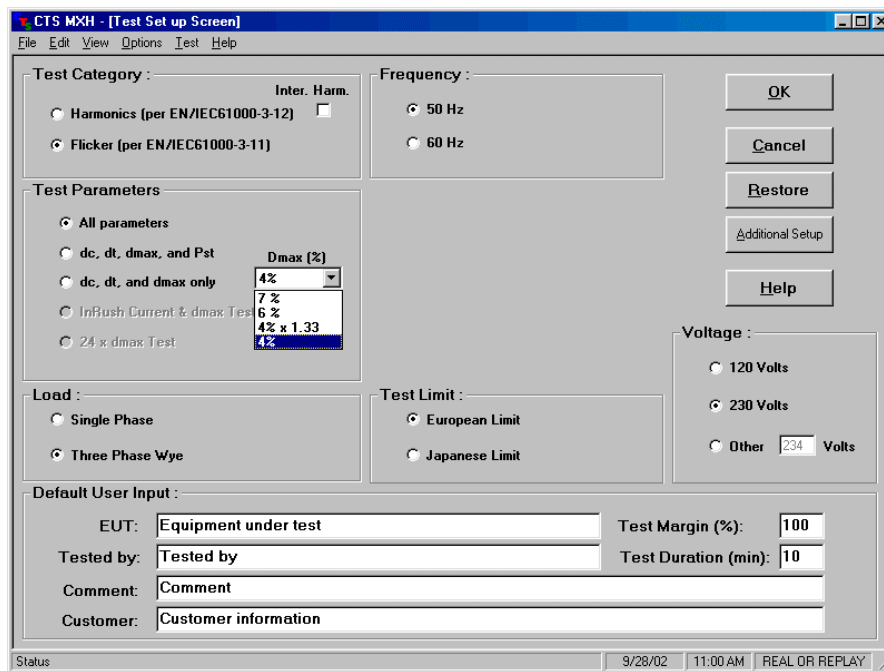 CTS MXH - [Test Set up Screen]
File Edit View Options Test Help
Test Category :
Inter. Harm.
Harmonics (per EN/IEC61000-3-12)
Flicker (per EN/IEC61000-3-11)
Frequency :
50 Hz
60 Hz
OK
Cancel
Restore
Additional Setup
Help
Test Parameters
All parameters
dc, dt, dmax, and Pst
dc, dt, and dmax only
InRush Current & dmax Test
24 x dmax Test
Dmax (%)
4%
7 %
6 %
4% x 1.33
4%
Voltage :
120 Volts
230 Volts
Other 234 Volts
Load :
Single Phase
Three Phase Wye
Test Limit :
European Limit
Japanese Limit
Default User Input :
EUT: Equipment under test
Test Margin (%): 100
Tested by: Tested by
Test Duration (min): 10
Comment: Comment
Customer: Customer information
Status 9/28/02 11:00 AM REAL OR REPLAY